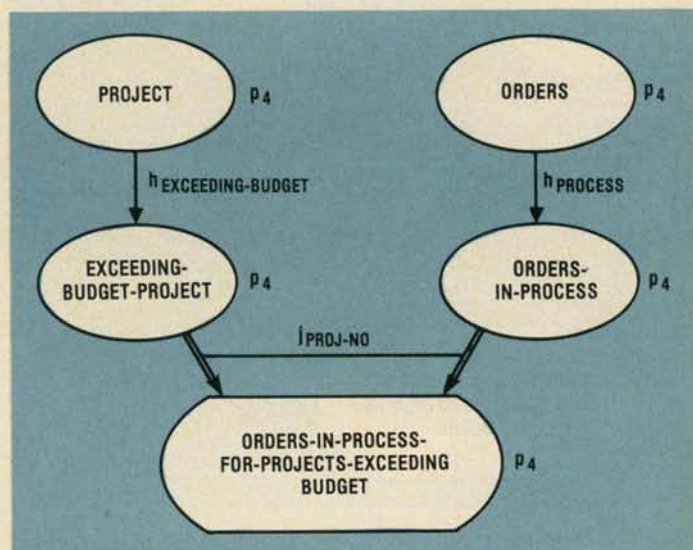 PROJECT p4
ORDERS p4
hEXCEEDING-BUDGET
hPROCESS
EXCEEDING-
BUDGET-PROJECT p4
ORDERS-
IN-PROCESS p4
jPROJ-NO
ORDERS-IN-PROCESS-
FOR-PROJECTS-EXCEEDING
BUDGET p4